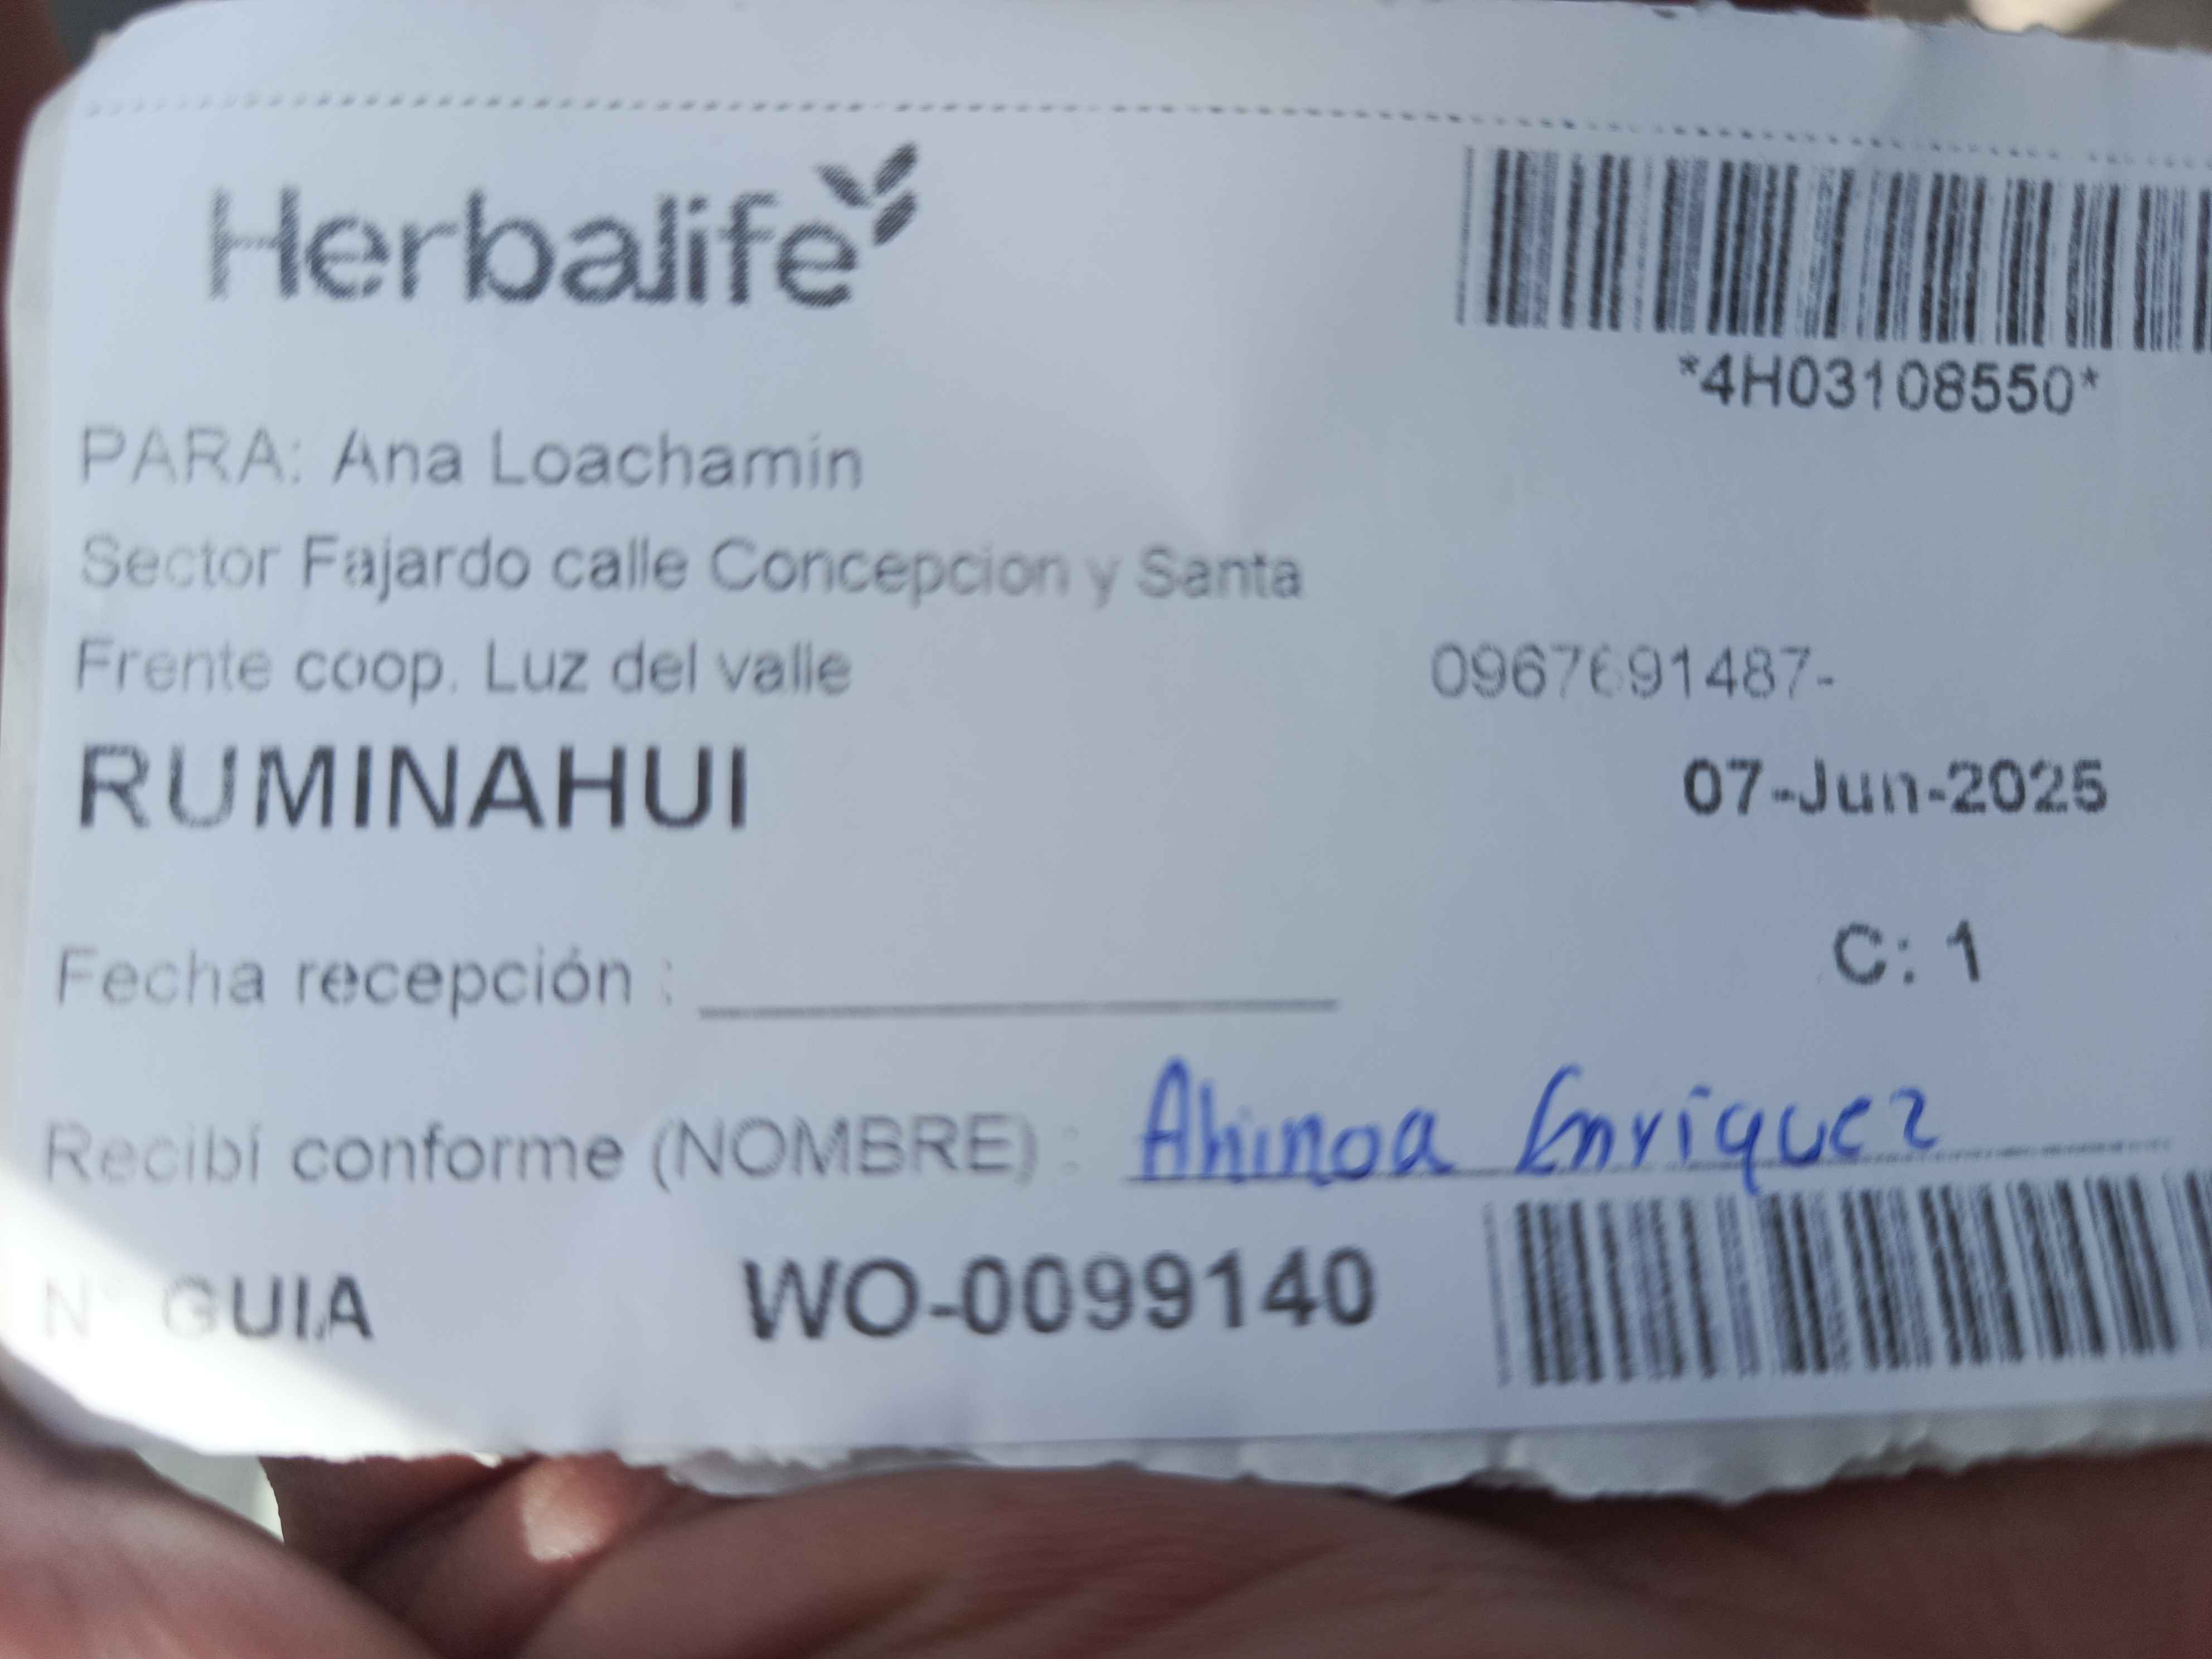 Herbalife
*4H03108550*
PARA: Ana Loachamin
Sector Fajardo calle Concepcion y Santa
Frente coop. Luz del valle 0967691487-
RUMINAHUI 07-Jun-2025
C: 1
Fecha recepción :
Recibí conforme (NOMBRE) : Ahinoa Enriquez
N° GUIA WO-0099140